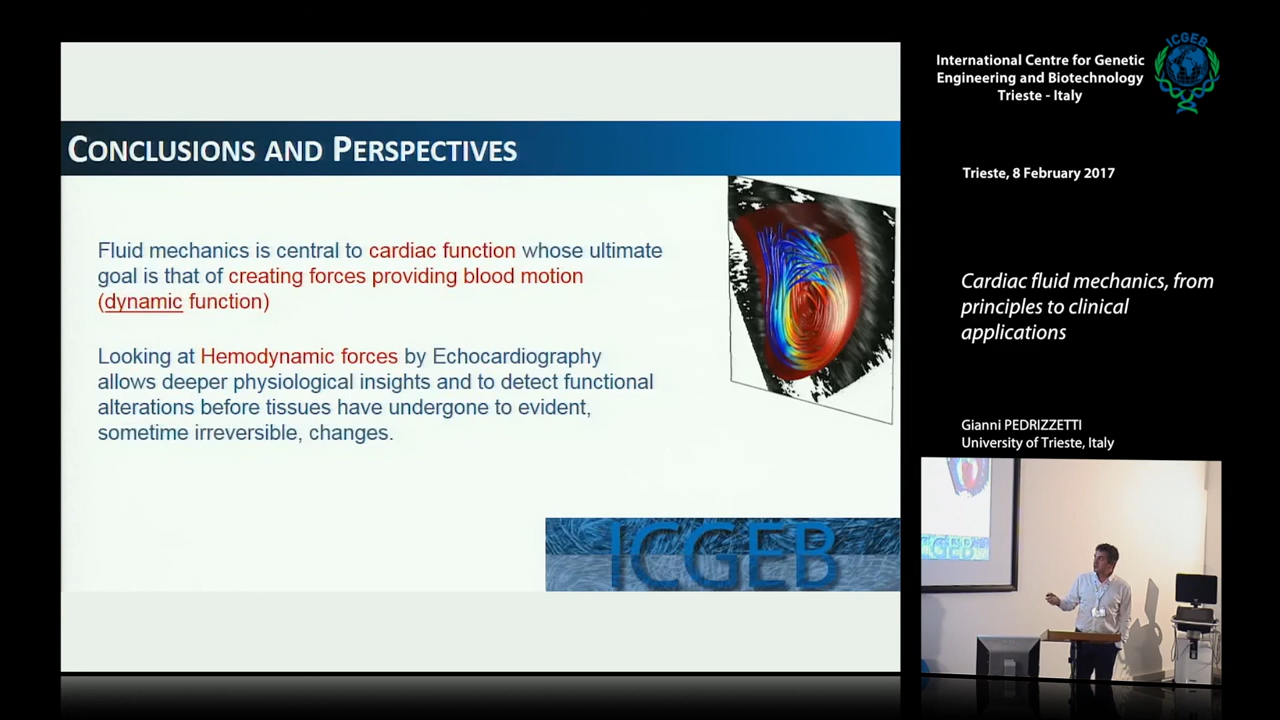 CONCLUSIONS AND PERSPECTIVES
Fluid mechanics is central to cardiac function whose ultimate
goal is that of creating forces providing blood motion
(dynamic function)
Looking at Hemodynamic forces by Echocardiography
allows deeper physiological insights and to detect functional
alterations before tissues have undergone to evident,
sometime irreversible, changes.
ICGEB
International Centre for Genetic
Engineering and Biotechnology
Trieste - Italy
ICGEB
Trieste, 8 February 2017
Cardiac fluid mechanics, from
principles to clinical
applications
Gianni PEDRIZZETTI
University of Trieste, Italy
CGEB